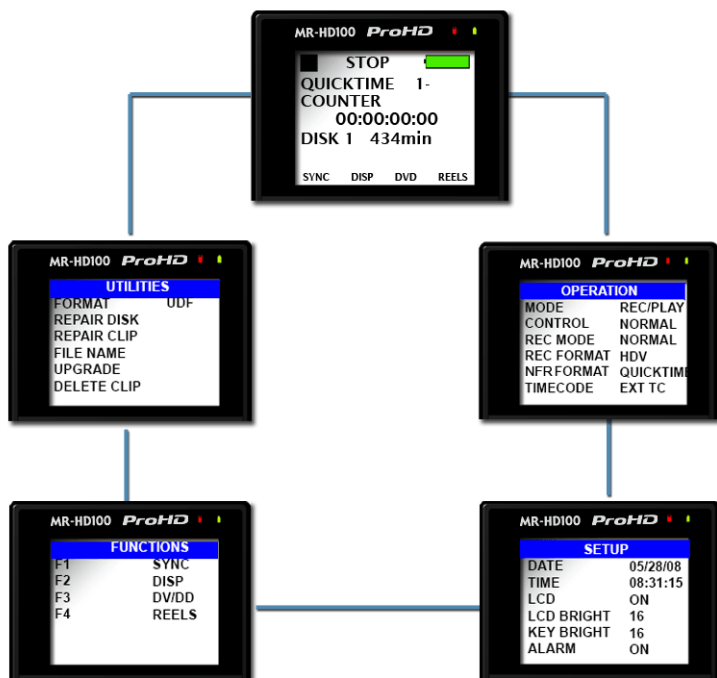 MR-HD100 ProHD
STOP
QUICKTIME 1-
COUNTER
00:00:00:00
DISK 1 434min
SYNC DISP DVD REELS
MR-HD100 ProHD
UTILITIES
FORMAT UDF
REPAIR DISK
REPAIR CLIP
FILE NAME
UPGRADE
DELETE CLIP
MR-HD100 ProHD
OPERATION
MODE REC/PLAY
CONTROL NORMAL
REC MODE NORMAL
REC FORMAT HDV
NFR FORMAT QUICKTIME
TIMECODE EXT TC
MR-HD100 ProHD
FUNCTIONS
F1 SYNC
F2 DISP
F3 DV/DD
F4 REELS
MR-HD100 ProHD
SETUP
DATE 05/28/08
TIME 08:31:15
LCD ON
LCD BRIGHT 16
KEY BRIGHT 16
ALARM ON